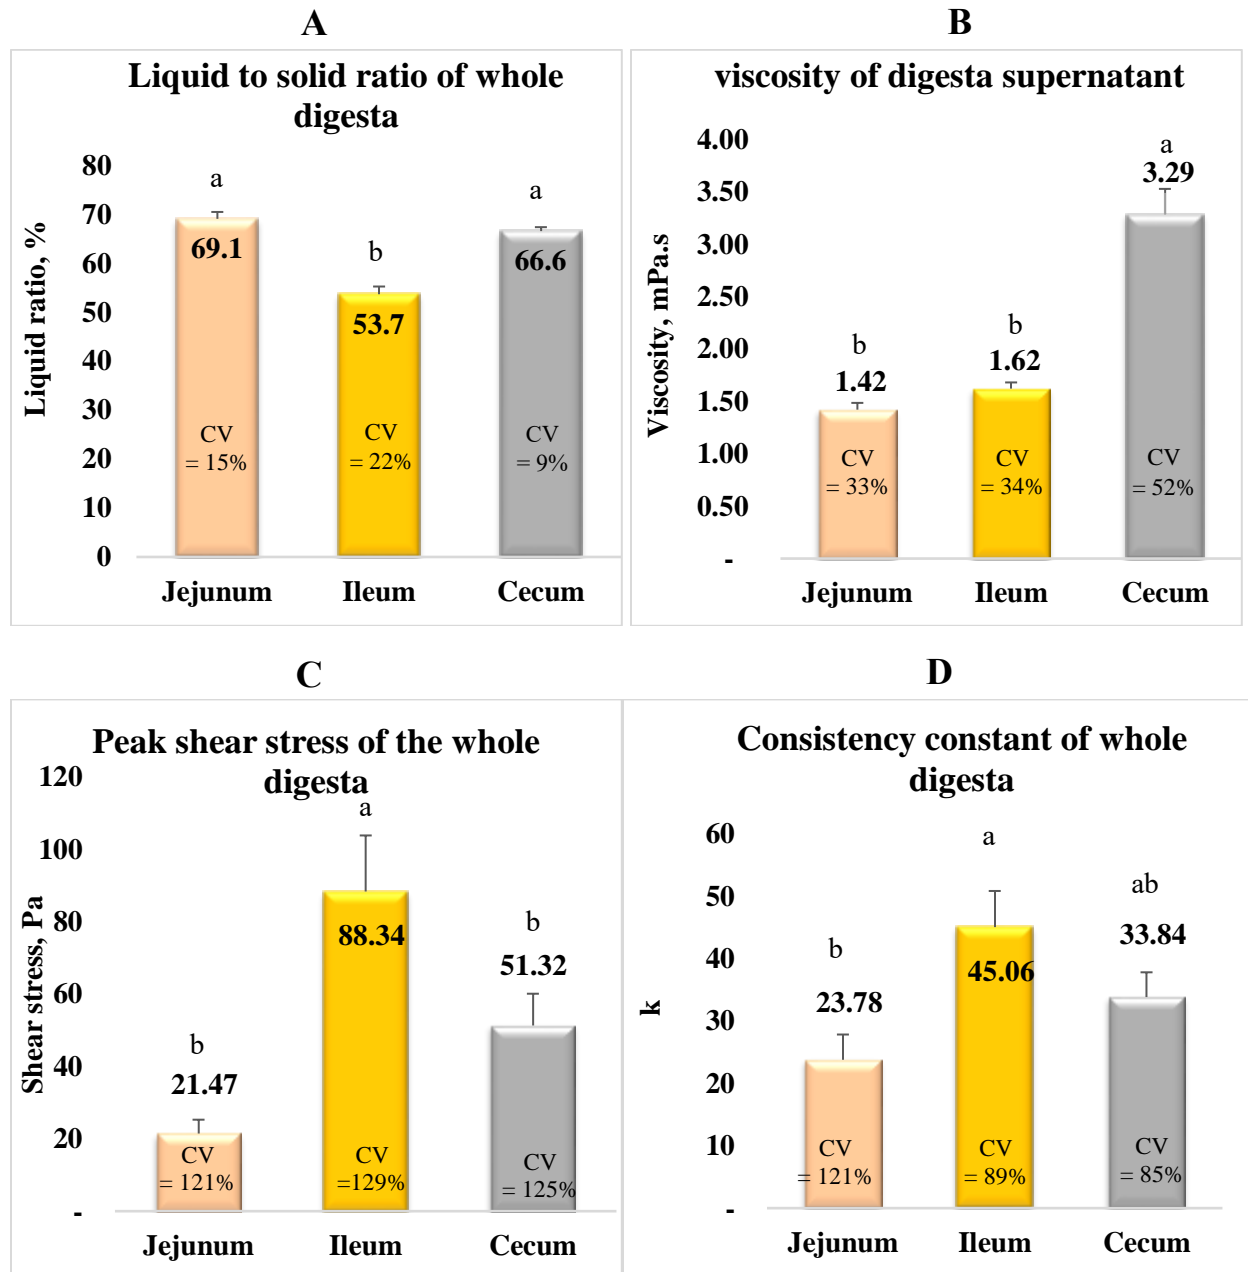 A
Liquid to solid ratio of whole
digesta
Liquid ratio, %
80
70
60
50
40
30
20
10
0
a
69.1
CV
= 15%
b
53.7
CV
= 22%
a
66.6
CV
= 9%
Jejunum
Ileum
Cecum
B
viscosity of digesta supernatant
Viscosity, mPa.s
4.00
3.50
3.00
2.50
2.00
1.50
1.00
0.50
-
b
1.42
CV
= 33%
b
1.62
CV
= 34%
a
3.29
CV
= 52%
Jejunum
Ileum
Cecum
C
Peak shear stress of the whole
digesta
Shear stress, Pa
120
100
80
60
40
20
-
b
21.47
CV
= 121%
a
88.34
CV
=129%
b
51.32
CV
= 125%
Jejunum
Ileum
Cecum
D
Consistency constant of whole
digesta
k
60
50
40
30
20
10
-
b
23.78
CV
= 121%
a
45.06
CV
= 89%
ab
33.84
CV
= 85%
Jejunum
Ileum
Cecum